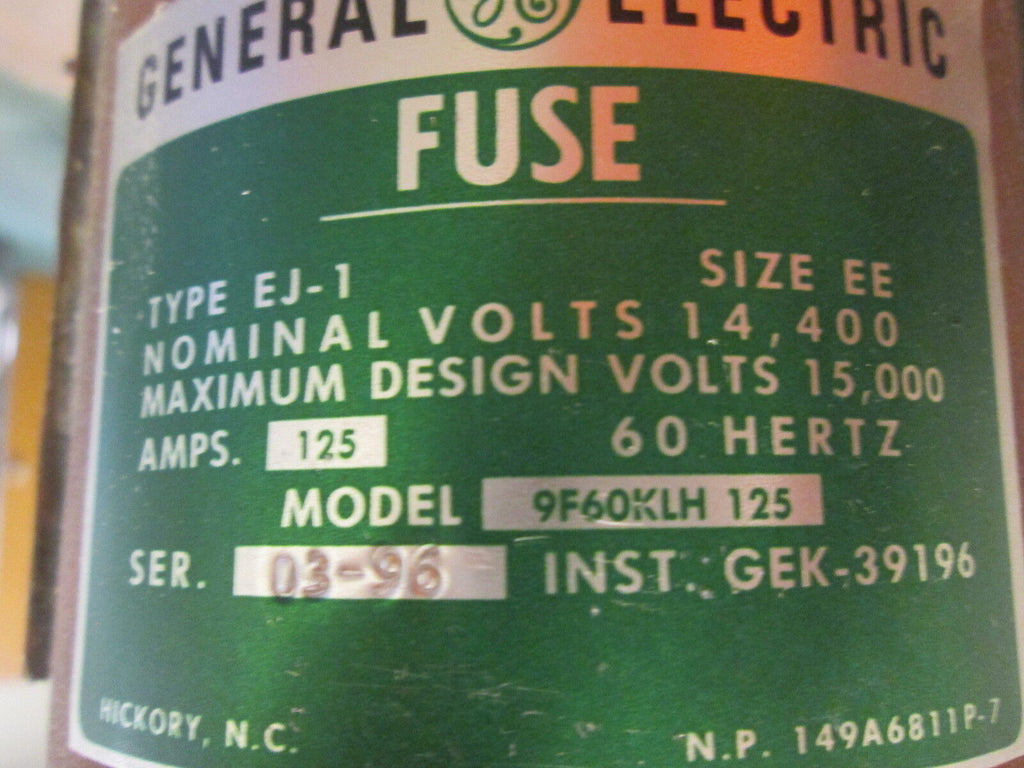 GENERAL GE ELECTRIC
FUSE
TYPE EJ-1 SIZE EE
NOMINAL VOLTS 14,400
MAXIMUM DESIGN VOLTS 15,000
AMPS. 125 60 HERTZ
MODEL 9F60KLH 125
SER. 03-96 INST. GEK-39196
HICKORY, N.C. N.P. 149A6811P-7